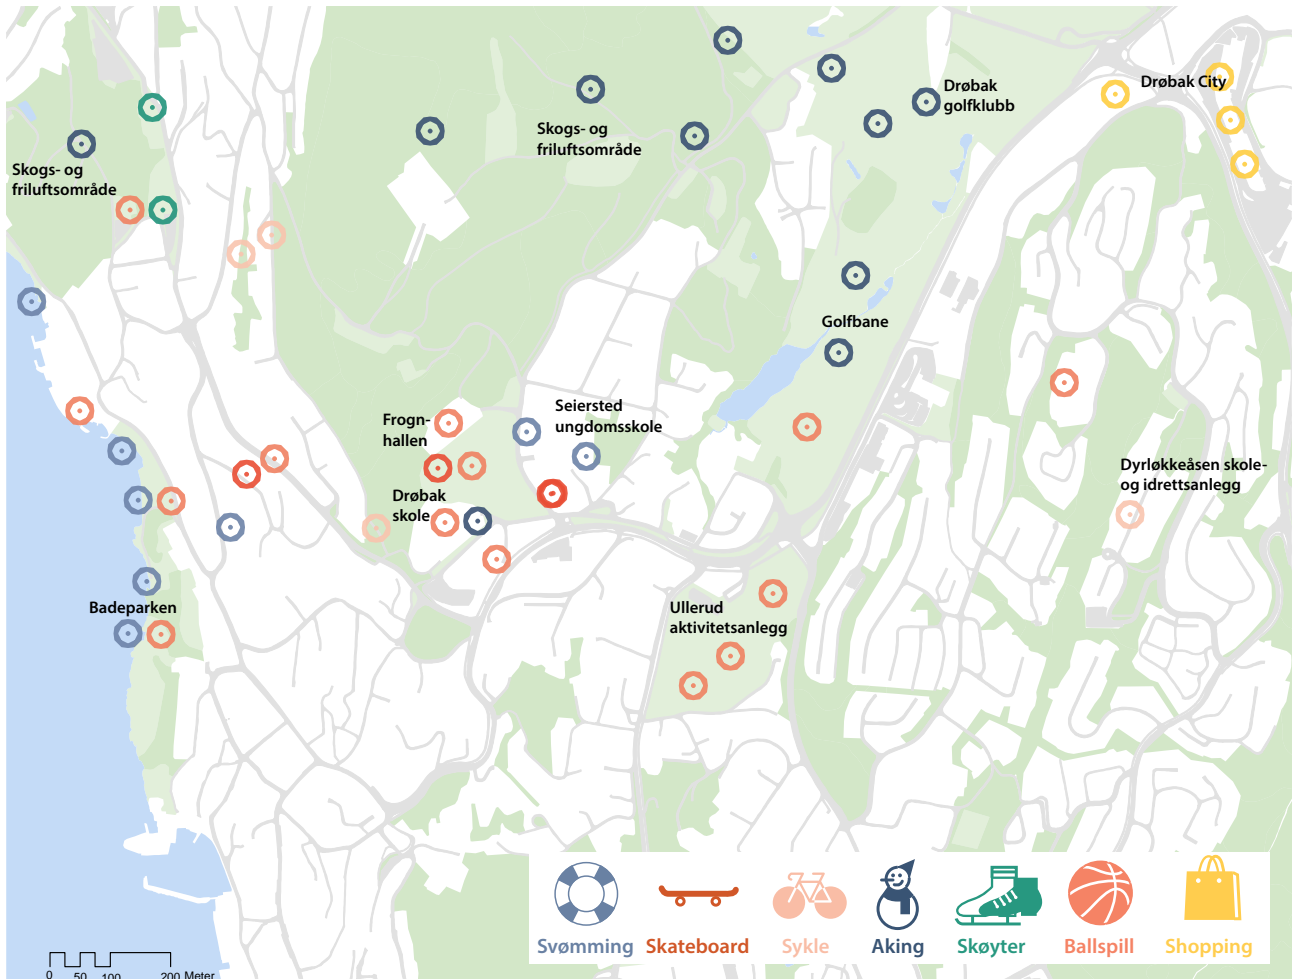 Drøbak City
Drøbak
golfklubb
Skogs- og
friluftsområde
Skogs- og
friluftsområde
Golfbane
Frogn-
hallen
Seiersted
ungdomsskole
Drøbak
skole
Dyrløkkeåsen skole-
og idrettsanlegg
Badeparken
Ullerud
aktivitetsanlegg
Svømming
Skateboard
Sykle
Aking
Skøyter
Ballspill
Shopping
0 50 100 200 Meter